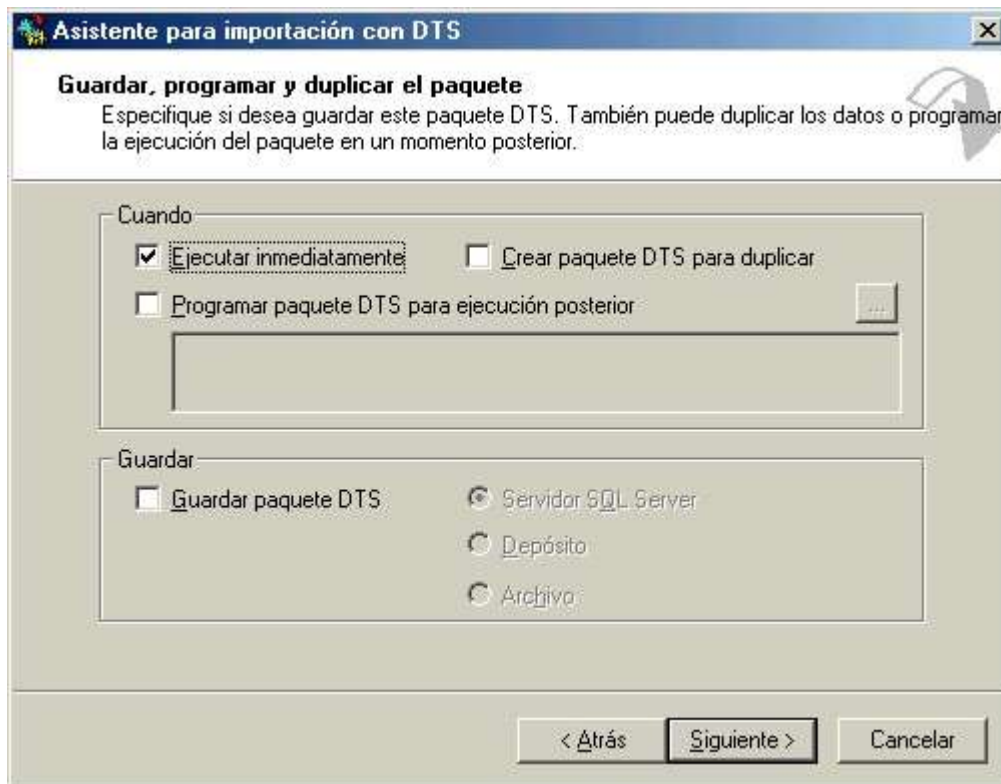 Asistente para importación con DTS
Guardar, programar y duplicar el paquete
Especifique si desea guardar este paquete DTS. También puede duplicar los datos o programar
la ejecución del paquete en un momento posterior.
Cuando
Ejecutar inmediatamente
Crear paquete DTS para duplicar
Programar paquete DTS para ejecución posterior
...
Guardar
Guardar paquete DTS
Servidor SQL Server
Depósito
Archivo
< Atrás
Siguiente >
Cancelar